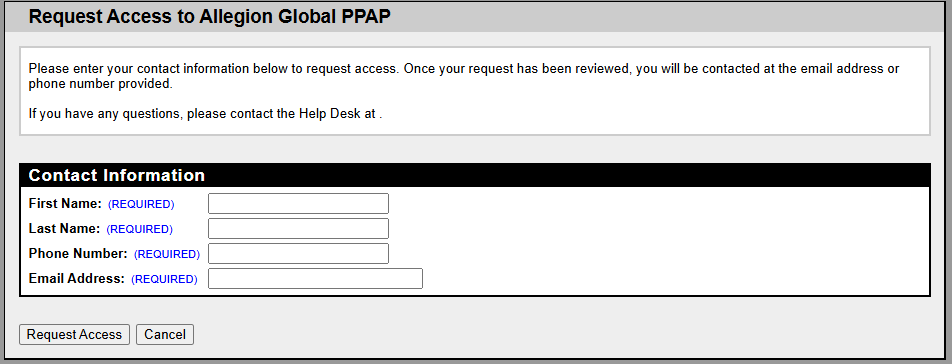 Request Access to Allegion Global PPAP
Please enter your contact information below to request access. Once your request has been reviewed, you will be contacted at the email address or
phone number provided.
If you have any questions, please contact the Help Desk at .
Contact Information
First Name: (REQUIRED)
Last Name: (REQUIRED)
Phone Number: (REQUIRED)
Email Address: (REQUIRED)
Request Access Cancel